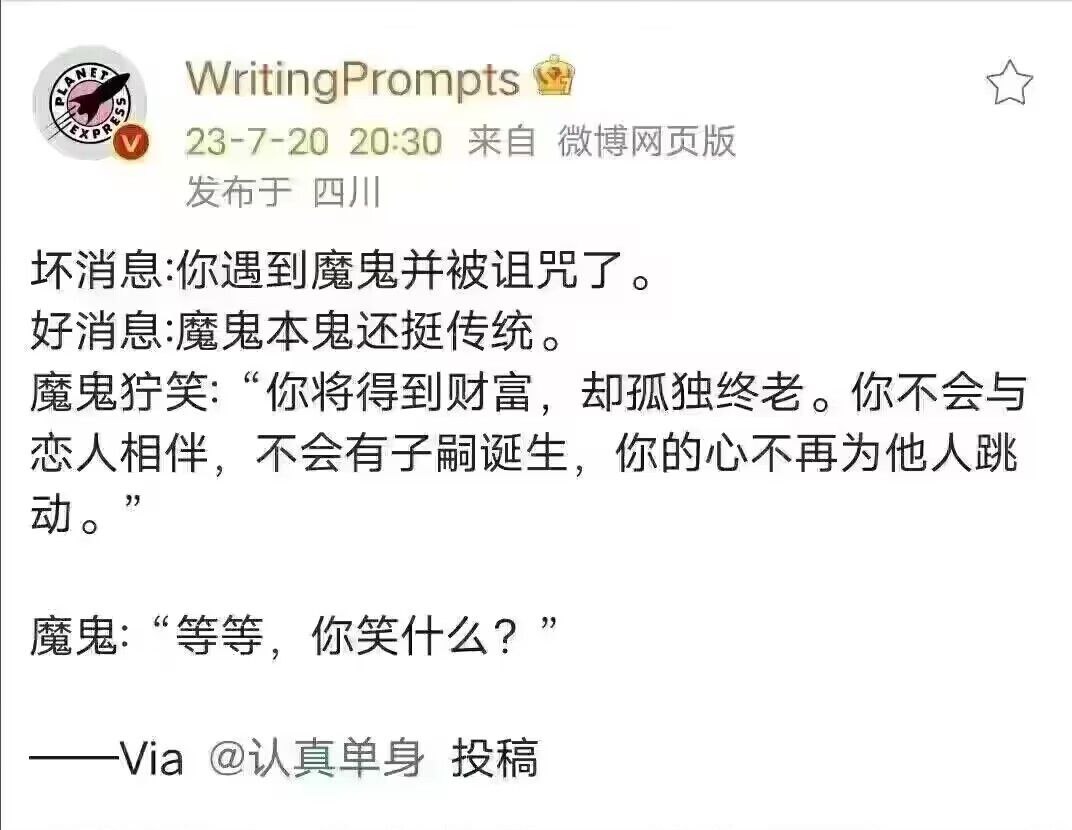 PLANET EXPRESS
WritingPrompts
23-7-20 20:30 来自 微博网页版
发布于 四川
坏消息:你遇到魔鬼并被诅咒了。
好消息:魔鬼本鬼还挺传统。
魔鬼狞笑:“你将得到财富，却孤独终老。你不会与
恋人相伴，不会有子嗣诞生，你的心不再为他人跳
动。”
魔鬼:“等等，你笑什么？”
——Via @认真单身 投稿